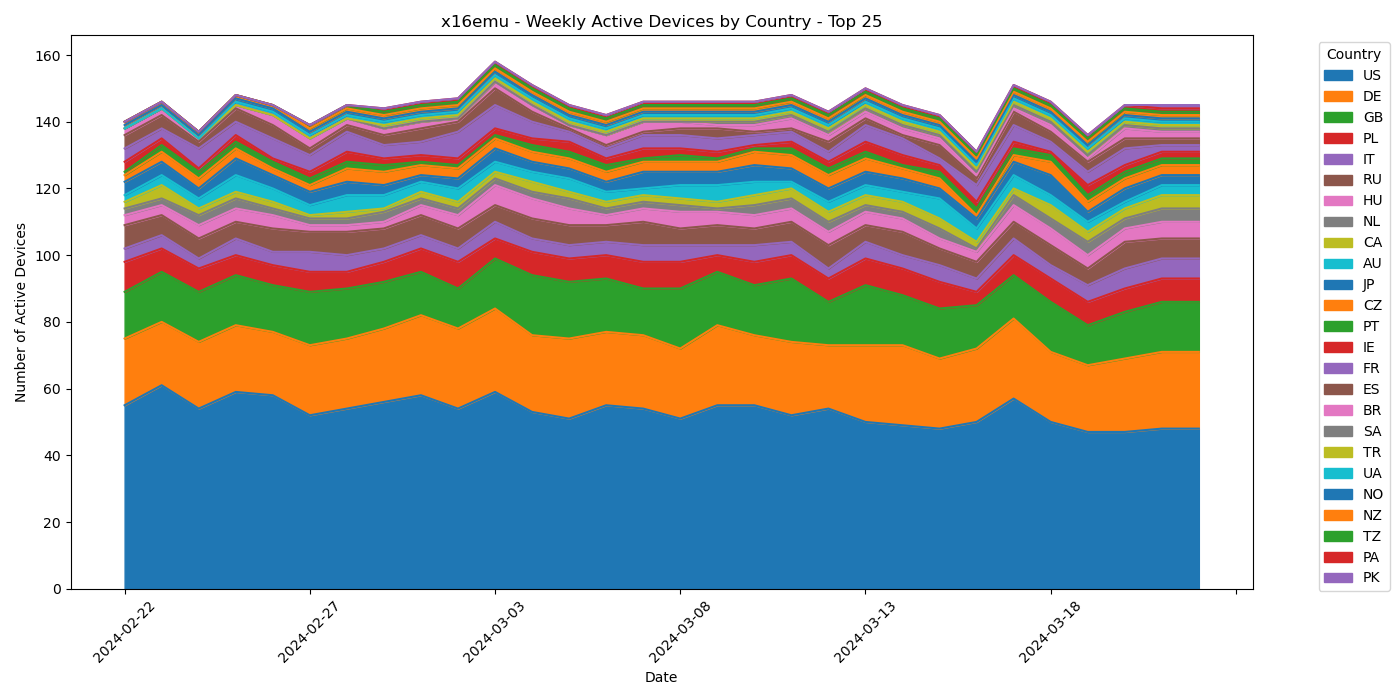 x16emu - Weekly Active Devices by Country - Top 25
160
140
120
100
80
60
40
20
0
Number of Active Devices
2024-02-22
2024-02-27
2024-03-03
2024-03-08
2024-03-13
2024-03-18
Date
Country
US
DE
GB
PL
IT
RU
HU
NL
CA
AU
JP
CZ
PT
IE
FR
ES
BR
SA
TR
UA
NO
NZ
TZ
PA
PK